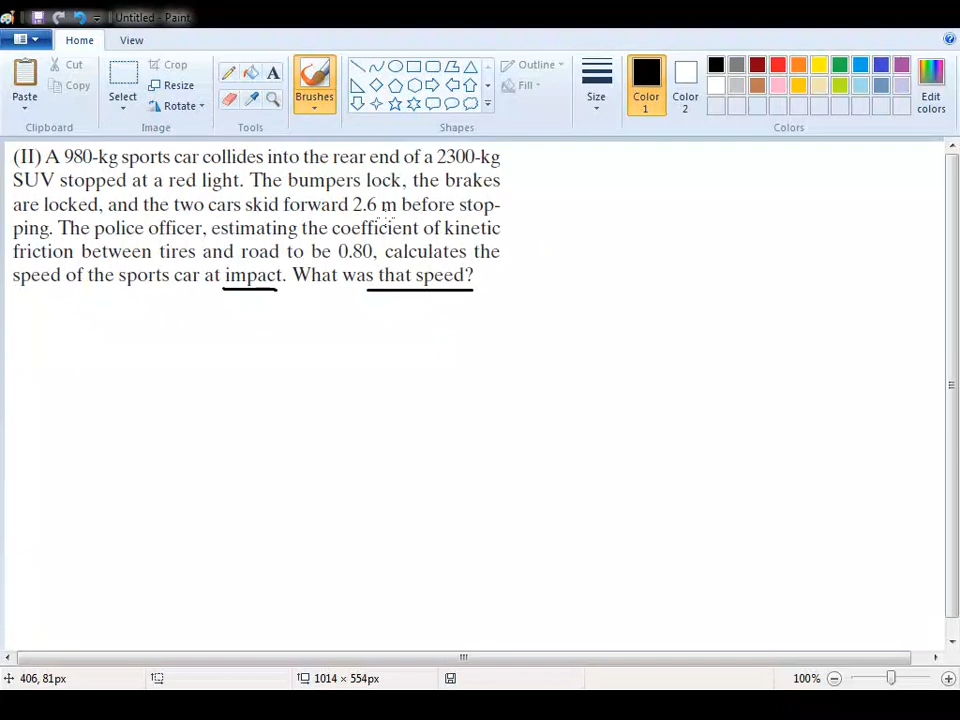 Untitled - Paint
Home View
Paste
Cut
Copy
Clipboard
Select
Crop
Resize
Rotate
Image
A
Tools
Brushes
Outline
Fill
Shapes
Size
Color 1
Color 2
Edit colors
Colors
(II) A 980-kg sports car collides into the rear end of a 2300-kg
SUV stopped at a red light. The bumpers lock, the brakes
are locked, and the two cars skid forward 2.6 m before stop-
ping. The police officer, estimating the coefficient of kinetic
friction between tires and road to be 0.80, calculates the
speed of the sports car at impact. What was that speed?
406, 81px
1014 × 554px
100%